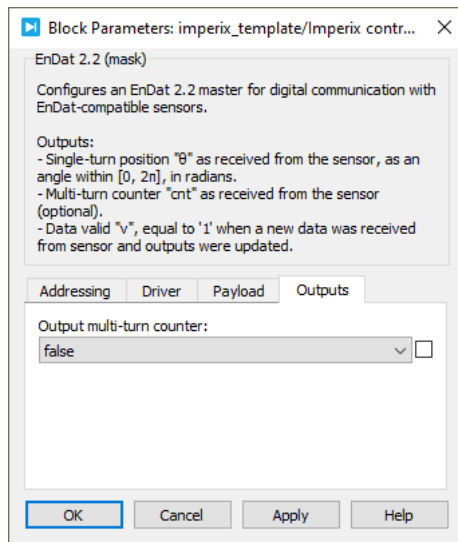 Block Parameters: imperix_template/Imperix contr...
EnDat 2.2 (mask)
Configures an EnDat 2.2 master for digital communication with
EnDat-compatible sensors.
Outputs:
- Single-turn position "θ" as received from the sensor, as an
angle within [0, 2π], in radians.
- Multi-turn counter "cnt" as received from the sensor
(optional).
- Data valid "v", equal to '1' when a new data was received
from sensor and outputs were updated.
Addressing Driver Payload Outputs
Output multi-turn counter:
false
OK Cancel Apply Help